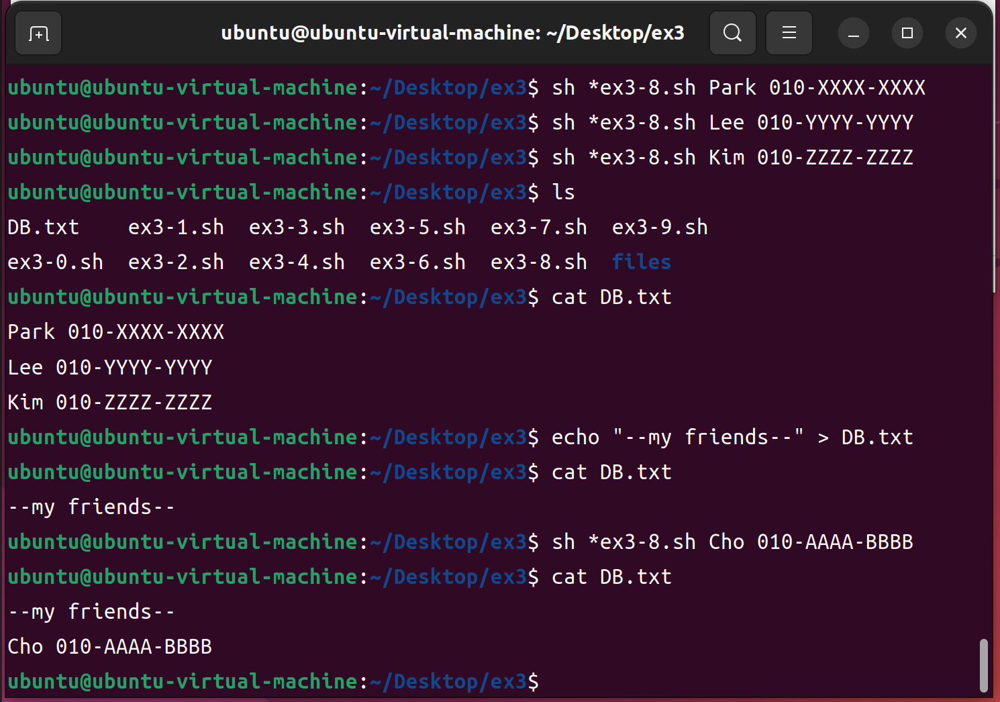 ubuntu@ubuntu-virtual-machine: ~/Desktop/ex3
ubuntu@ubuntu-virtual-machine:~/Desktop/ex3$ sh *ex3-8.sh Park 010-XXXX-XXXX
ubuntu@ubuntu-virtual-machine:~/Desktop/ex3$ sh *ex3-8.sh Lee 010-YYYY-YYYY
ubuntu@ubuntu-virtual-machine:~/Desktop/ex3$ sh *ex3-8.sh Kim 010-ZZZZ-ZZZZ
ubuntu@ubuntu-virtual-machine:~/Desktop/ex3$ ls
DB.txt    ex3-1.sh  ex3-3.sh  ex3-5.sh  ex3-7.sh  ex3-9.sh
ex3-0.sh  ex3-2.sh  ex3-4.sh  ex3-6.sh  ex3-8.sh  files
ubuntu@ubuntu-virtual-machine:~/Desktop/ex3$ cat DB.txt
Park 010-XXXX-XXXX
Lee 010-YYYY-YYYY
Kim 010-ZZZZ-ZZZZ
ubuntu@ubuntu-virtual-machine:~/Desktop/ex3$ echo "--my friends--" > DB.txt
ubuntu@ubuntu-virtual-machine:~/Desktop/ex3$ cat DB.txt
--my friends--
ubuntu@ubuntu-virtual-machine:~/Desktop/ex3$ sh *ex3-8.sh Cho 010-AAAA-BBBB
ubuntu@ubuntu-virtual-machine:~/Desktop/ex3$ cat DB.txt
--my friends--
Cho 010-AAAA-BBBB
ubuntu@ubuntu-virtual-machine:~/Desktop/ex3$